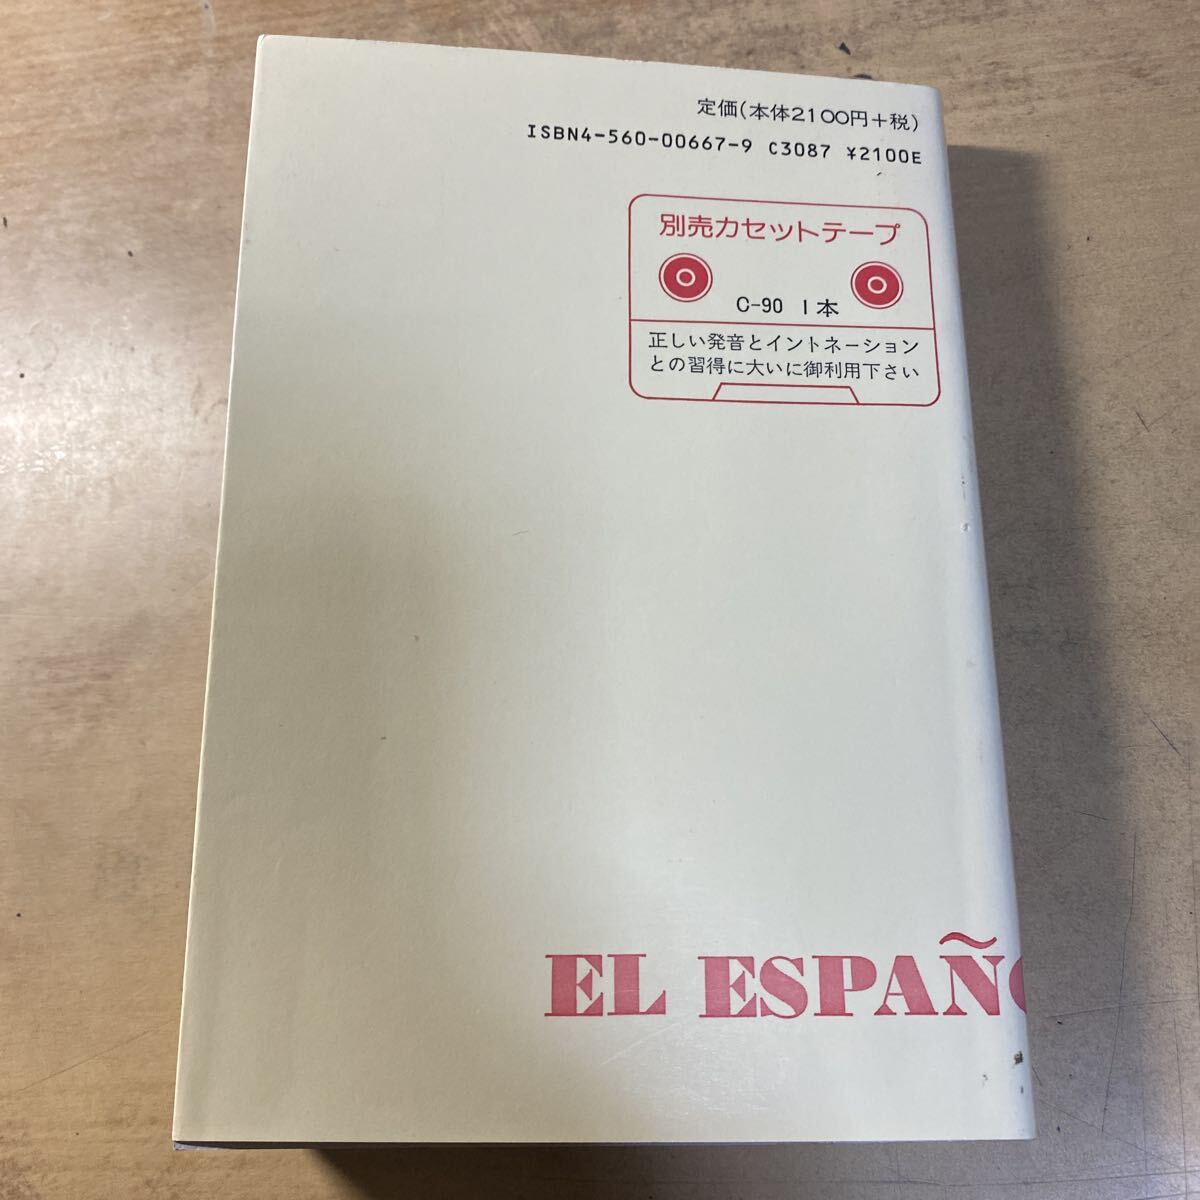 定価(本体2100円+税)
ISBN4-560-00667-9 C3087 ¥2100E
別売カセットテープ
C-90 1本
正しい発音とイントネーション
との習得に大いに御利用下さい
EL ESPAÑO